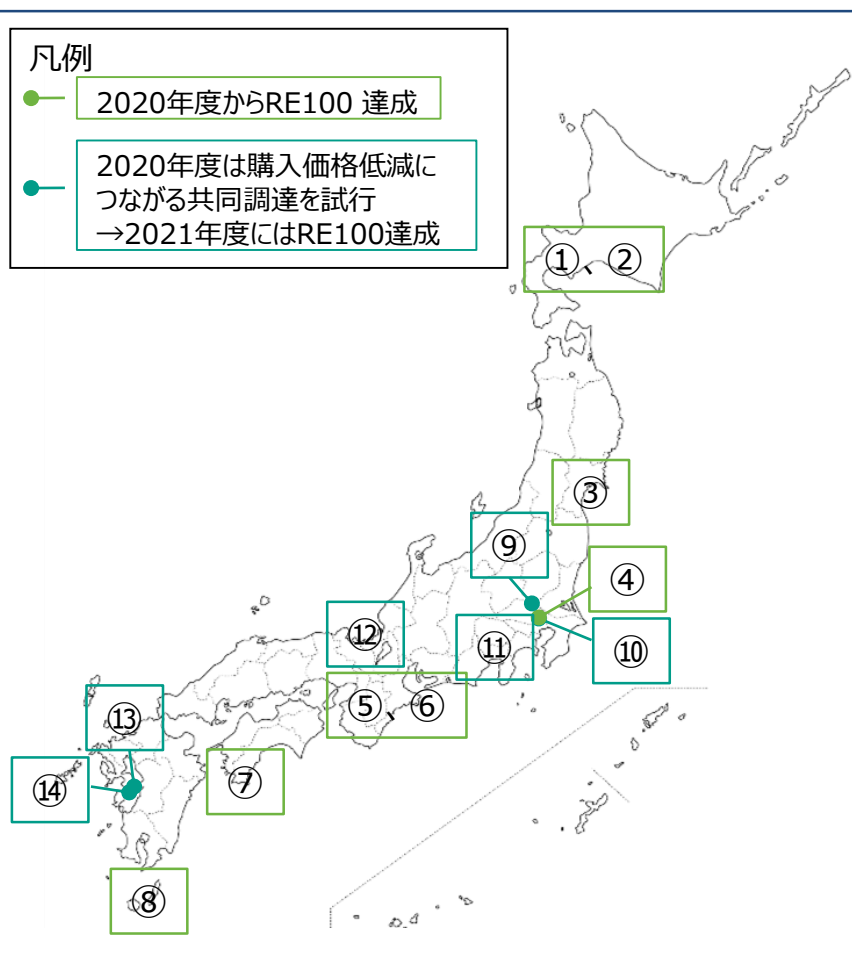 凡例
2020年度からRE100 達成
2020年度は購入価格低減に
つながる共同調達を試行
→2021年度にはRE100達成
① 、 ②
③
⑨
④
⑫
⑪
⑩
⑤ 、 ⑥
⑬
⑦
⑭
⑧